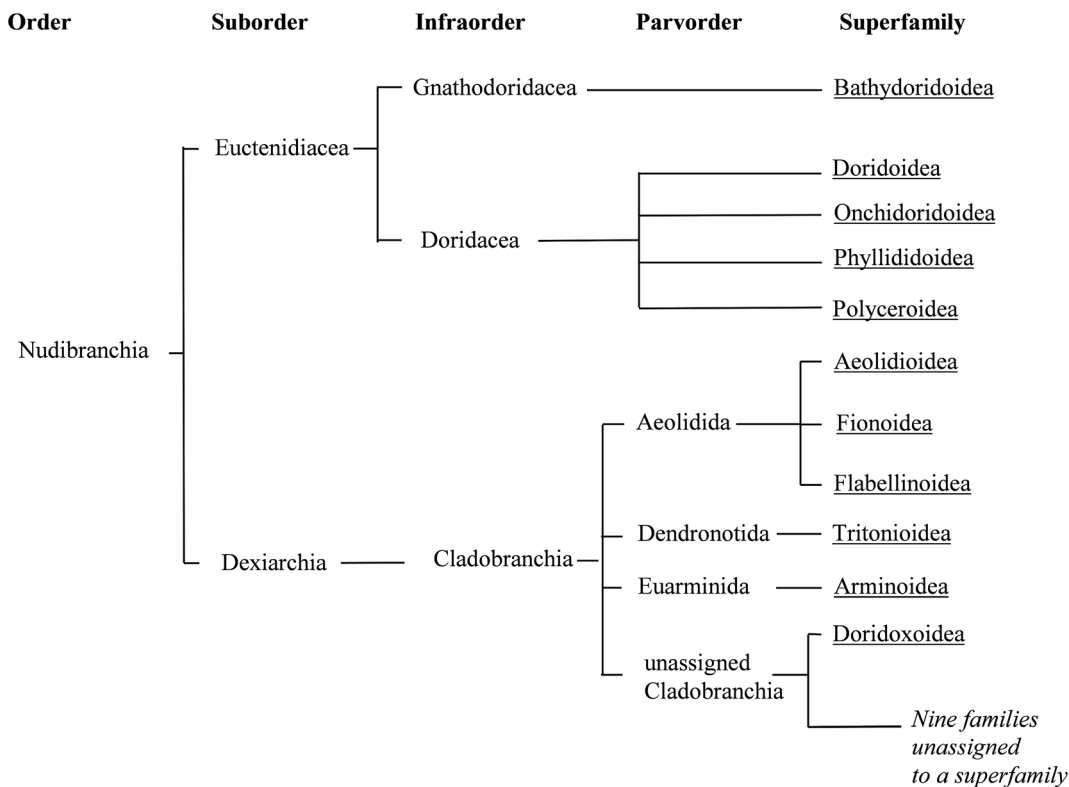 Order Suborder Infraorder Parvorder Superfamily
Gnathodoridacea Bathydoridoidea
Euctenidiacea
Doridoidea
Onchidoridoidea
Doridacea
Phyllididoidea
Polyceroidea
Nudibranchia
Aeolidioidea
Aeolidida Fionoidea
Flabellinoidea
Dendronotida Tritonioidea
Dexiarchia Cladobranchia
Euarminida Arminoidea
Doridoxoidea
unassigned
Cladobranchia
Nine families
unassigned
to a superfamily